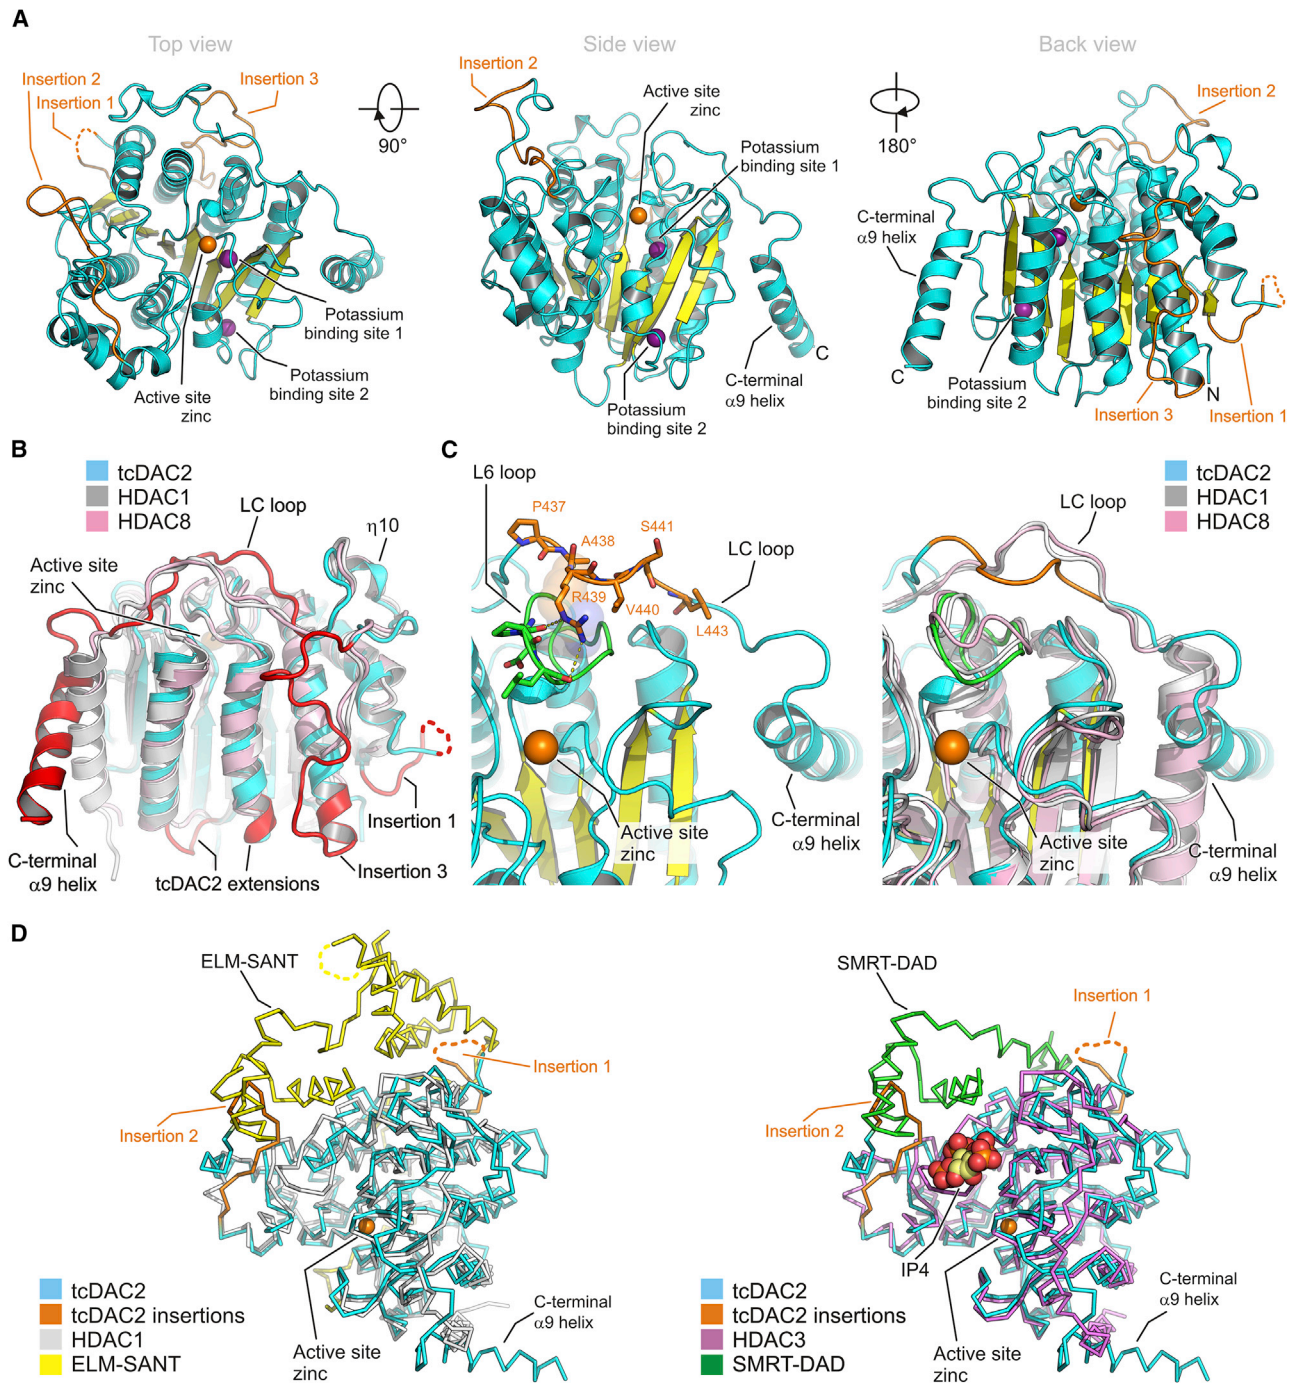 A
Top view
Side view
Back view
Insertion 2
Insertion 1
Insertion 3
90°
Active site
zinc
Potassium
binding site 1
Potassium
binding site 2
Insertion 2
Active site
zinc
Potassium
binding site 1
Potassium
binding site 2
C-terminal
α9 helix
C
180°
Insertion 2
C-terminal
α9 helix
C
Potassium
binding site 2
N
Insertion 3
Insertion 1
B
tcDAC2
HDAC1
HDAC8
LC loop
η10
Active site
zinc
Insertion 1
C-terminal
α9 helix
tcDAC2 extensions
Insertion 3
C
L6 loop
P437
A438
S441
R439
LC loop
V440
L443
Active site
zinc
C-terminal
α9 helix
tcDAC2
HDAC1
HDAC8
LC loop
Active site
zinc
C-terminal
α9 helix
D
ELM-SANT
Insertion 1
Insertion 2
tcDAC2
tcDAC2 insertions
HDAC1
ELM-SANT
Active site
zinc
C-terminal
α9 helix
SMRT-DAD
Insertion 1
Insertion 2
IP4
tcDAC2
tcDAC2 insertions
HDAC3
SMRT-DAD
Active site
zinc
C-terminal
α9 helix